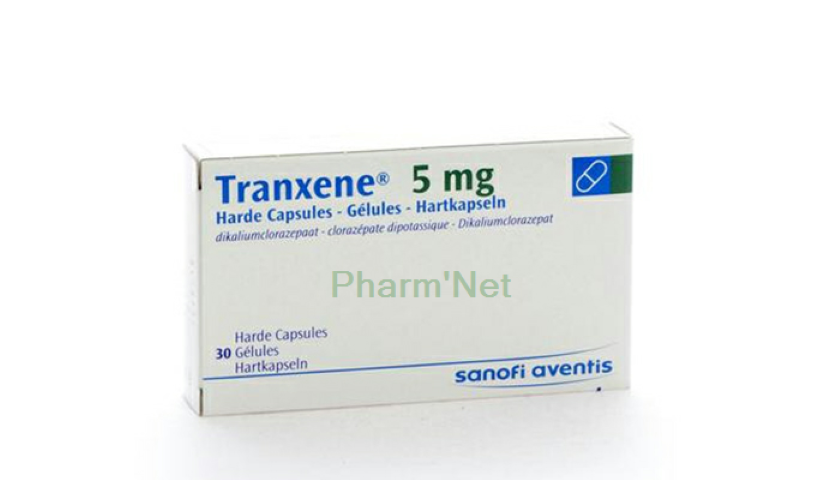 Tranxene® 5 mg
Harde Capsules - Gélules - Hartkapseln
dikaliumclorazepaat - clorazépate dipotassique - Dikaliumclorazepat
Pharm'Net
Harde Capsules
30 Gélules
Hartkapseln
sanofi aventis